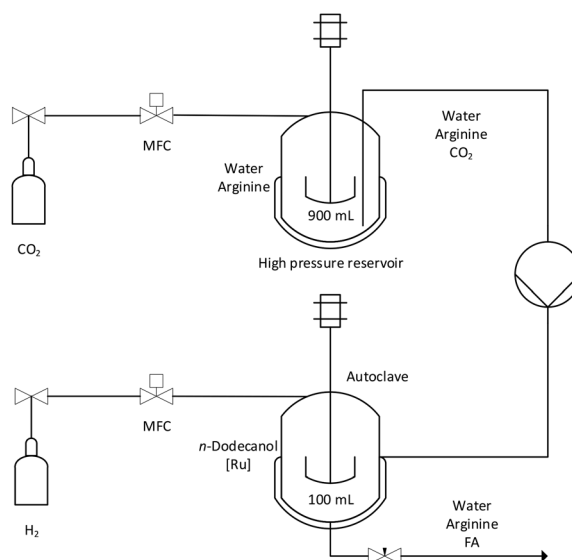 MFC
Water
Arginine
CO₂
Water
Arginine
900 mL
CO₂
High pressure reservoir
Autoclave
MFC
n-Dodecanol
[Ru]
100 mL
H₂
Water
Arginine
FA